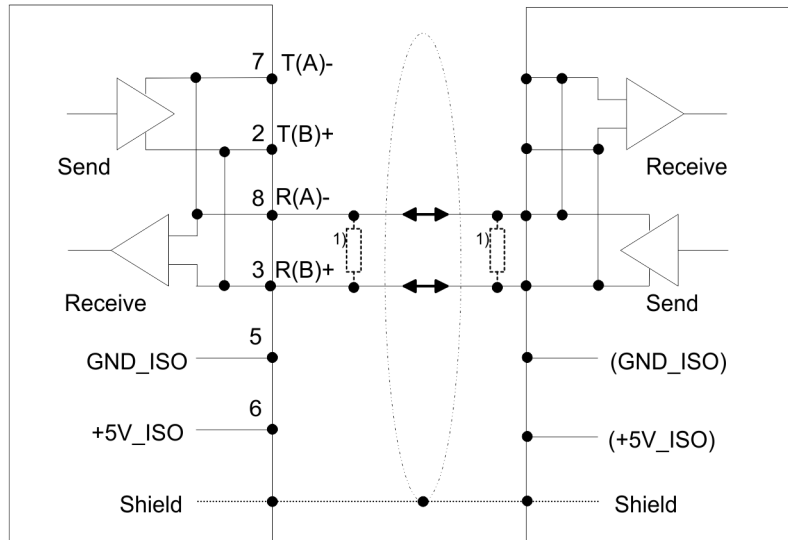 7 T(A)-
2 T(B)+
Send
Receive
8 R(A)-
1)
1)
3 R(B)+
Receive
Send
5
GND_ISO
(GND_ISO)
6
+5V_ISO
(+5V_ISO)
Shield
Shield